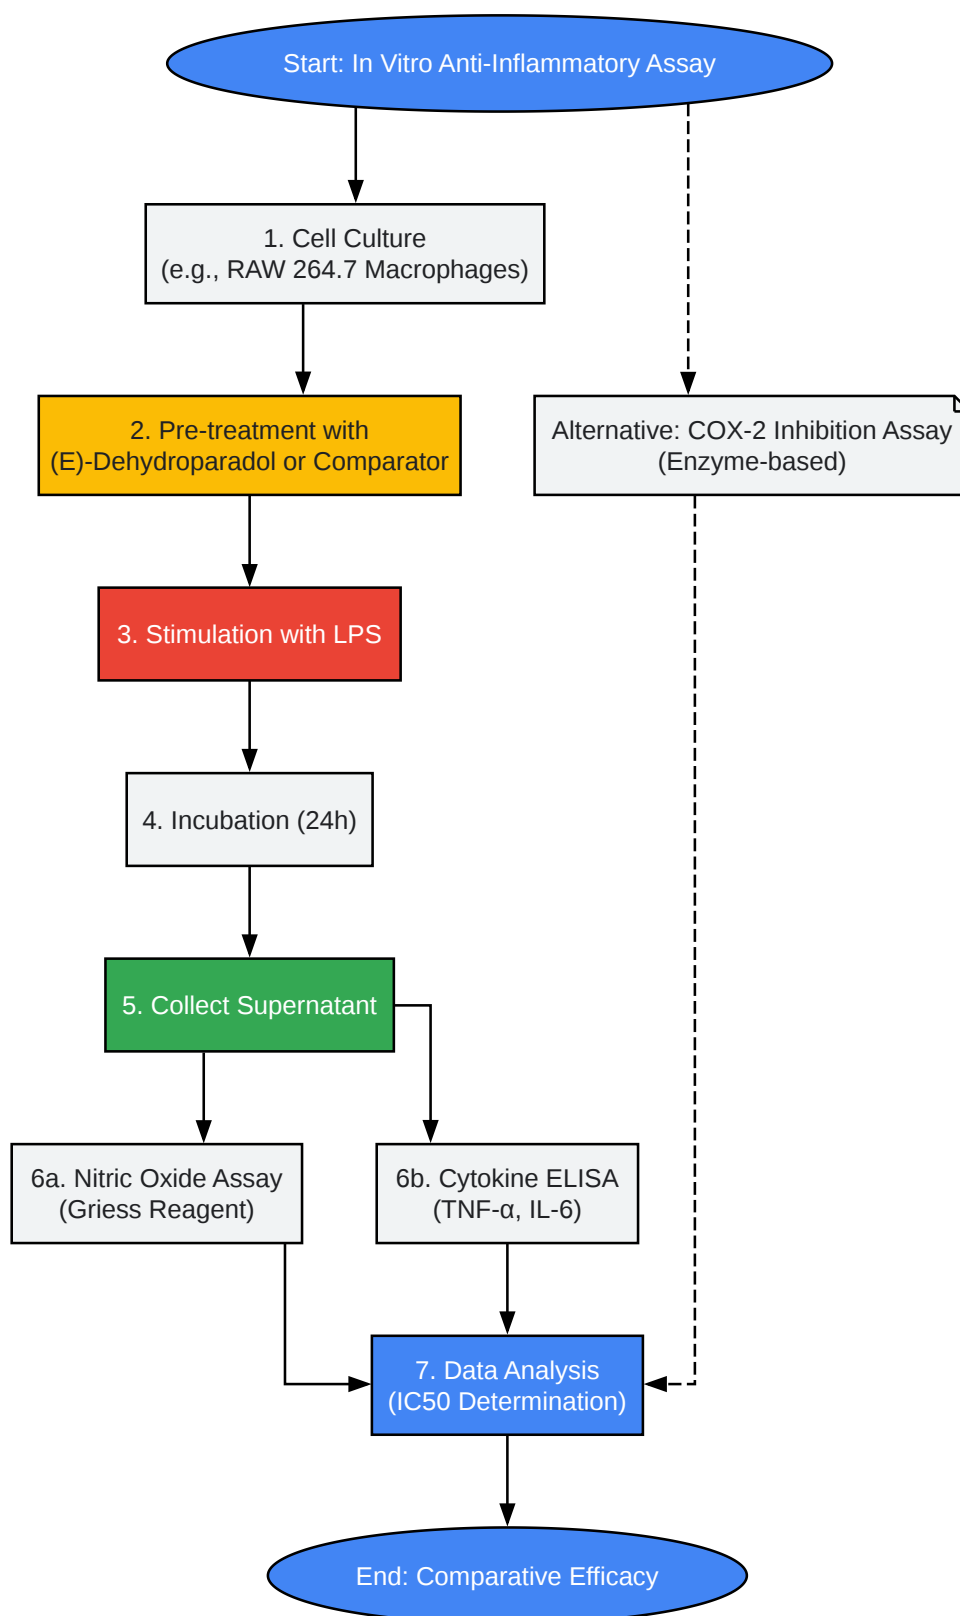 Start: In Vitro Anti-Inflammatory Assay
1. Cell Culture
(e.g., RAW 264.7 Macrophages)
2. Pre-treatment with
(E)-Dehydroparadol or Comparator
Alternative: COX-2 Inhibition Assay
(Enzyme-based)
3. Stimulation with LPS
4. Incubation (24h)
5. Collect Supernatant
6a. Nitric Oxide Assay
(Griess Reagent)
6b. Cytokine ELISA
(TNF-α, IL-6)
7. Data Analysis
(IC50 Determination)
End: Comparative Efficacy